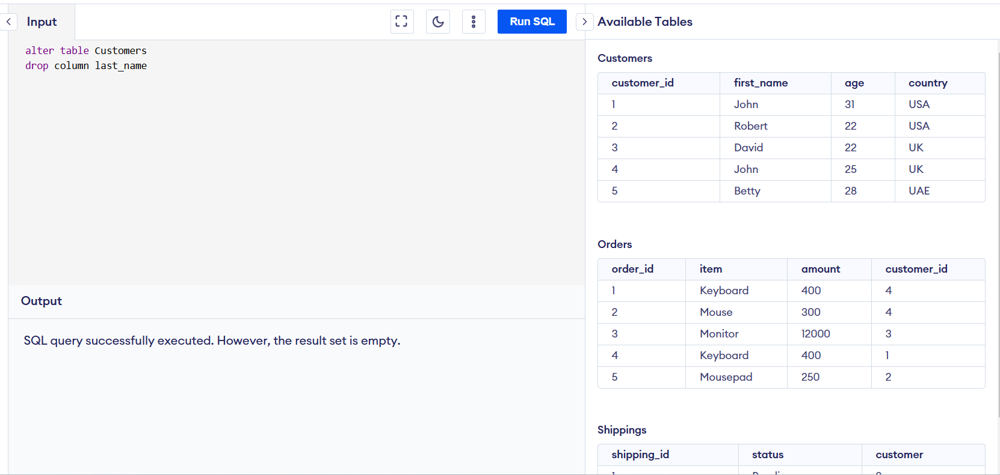 Input
Run SQL
alter table Customers
drop column last_name
Output
SQL query successfully executed. However, the result set is empty.
Available Tables
Customers
customer_id first_name age country
1 John 31 USA
2 Robert 22 USA
3 David 22 UK
4 John 25 UK
5 Betty 28 UAE
Orders
order_id item amount customer_id
1 Keyboard 400 4
2 Mouse 300 4
3 Monitor 12000 3
4 Keyboard 400 1
5 Mousepad 250 2
Shippings
shipping_id status customer